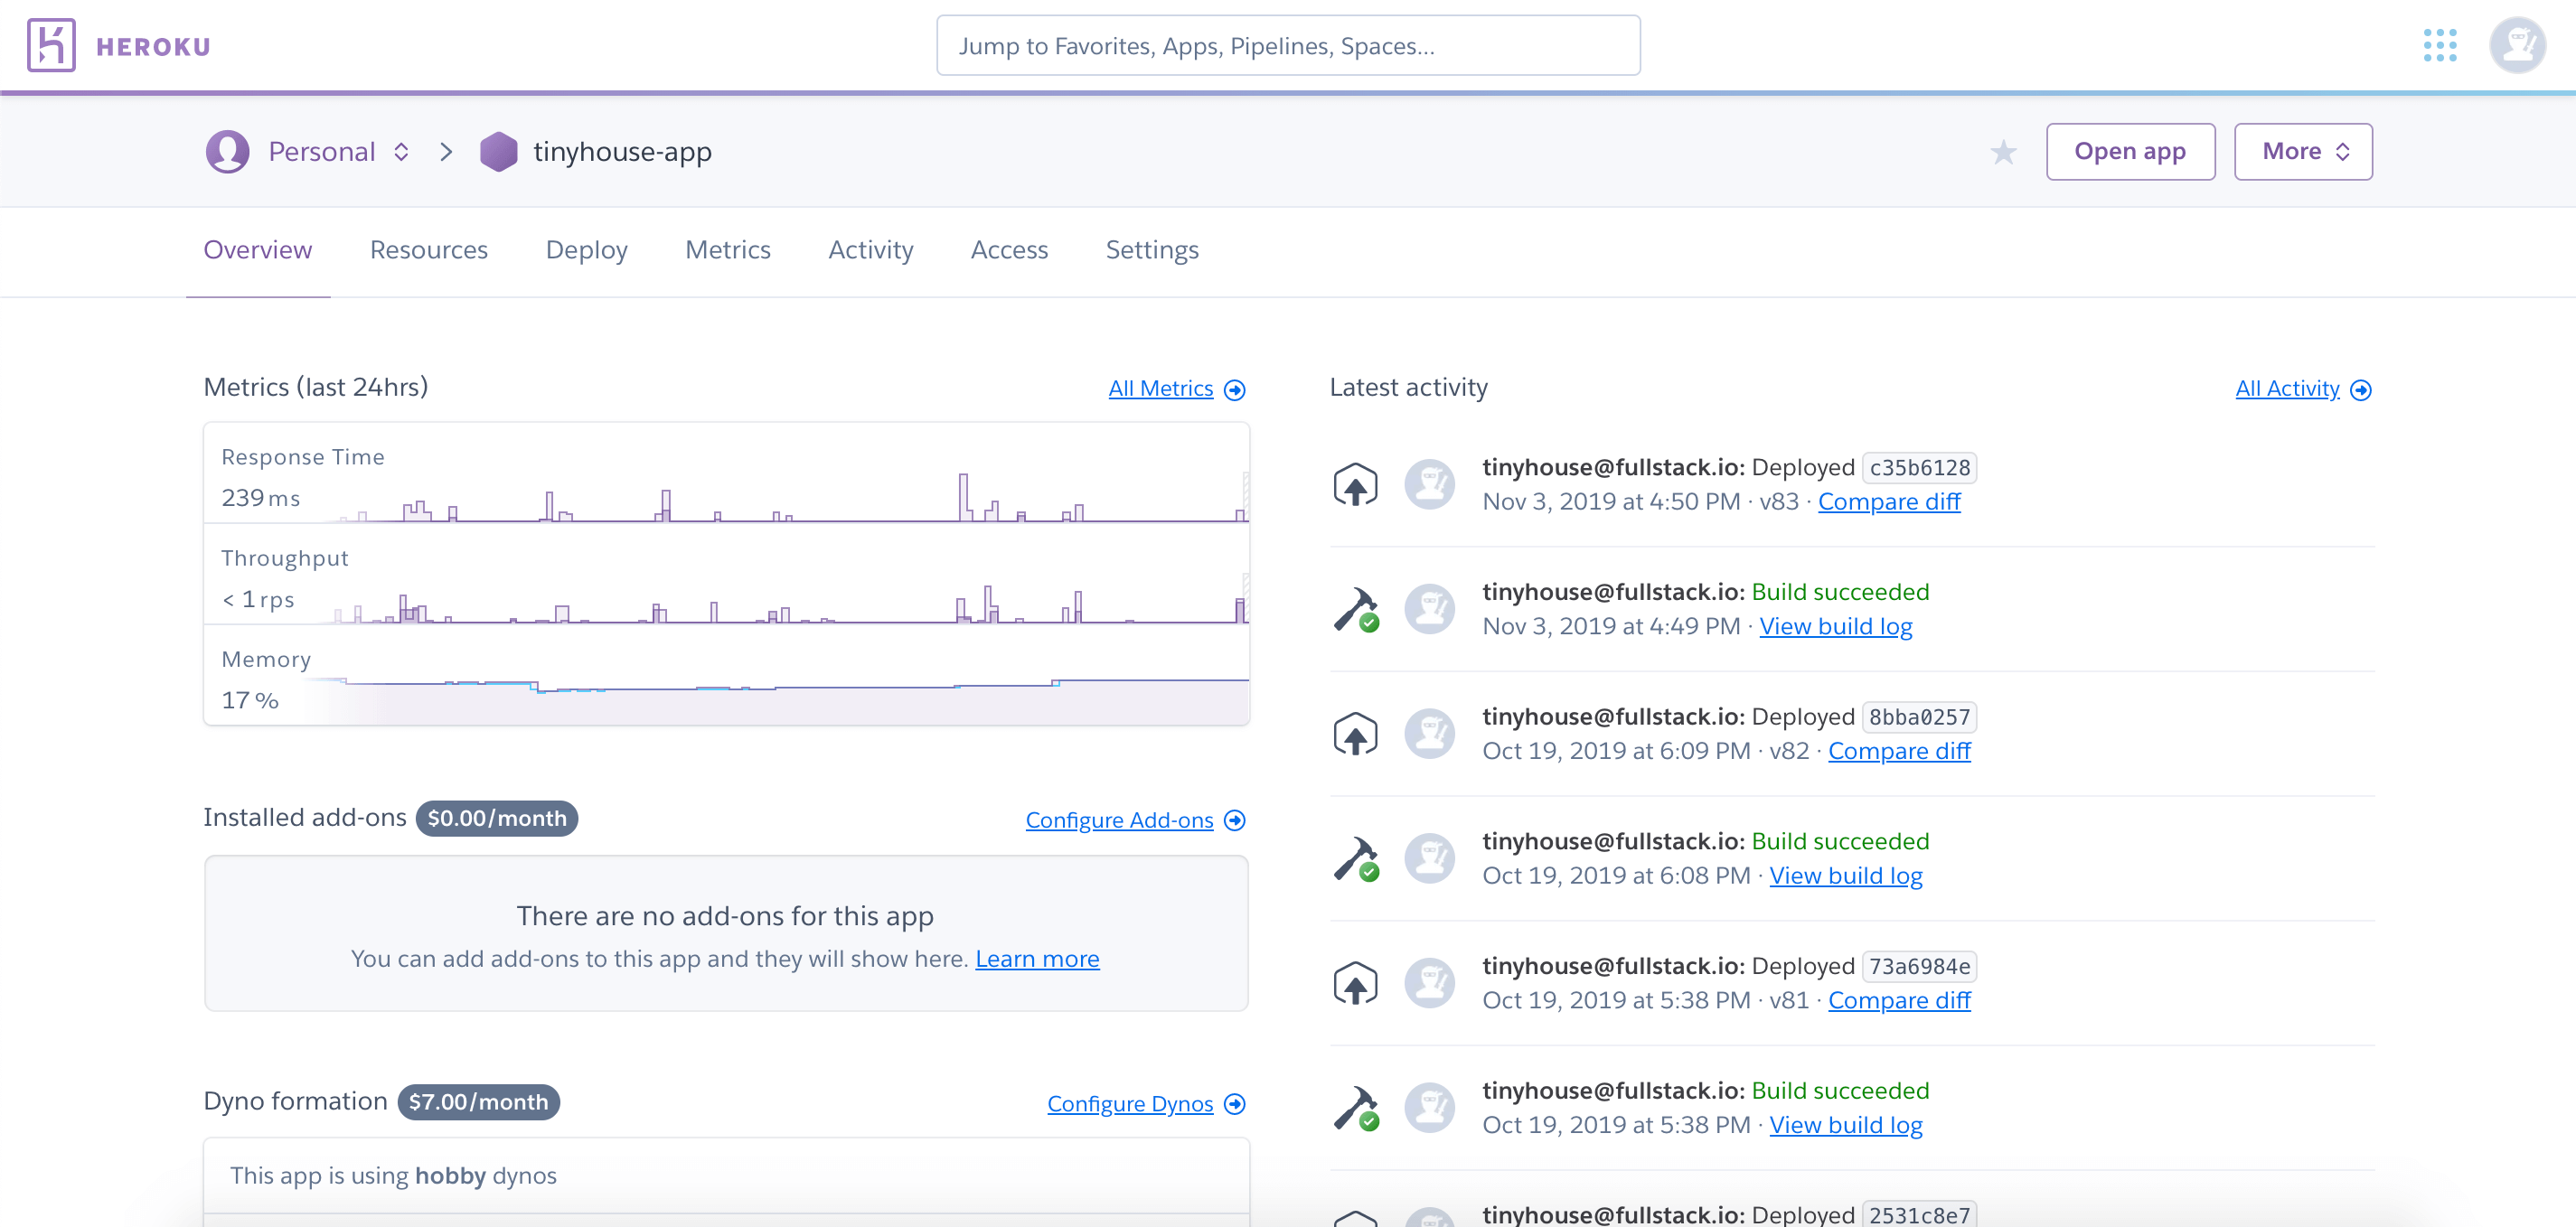 HEROKU
Jump to Favorites, Apps, Pipelines, Spaces...
Personal
tinyhouse-app
Open app
More
Overview
Resources
Deploy
Metrics
Activity
Access
Settings
Metrics (last 24hrs)
All Metrics
Response Time
239 ms
Throughput
< 1 rps
Memory
17 %
Installed add-ons $0.00/month
Configure Add-ons
There are no add-ons for this app
You can add add-ons to this app and they will show here. Learn more
Dyno formation $7.00/month
Configure Dynos
This app is using hobby dynos
Latest activity
All Activity
tinyhouse@fullstack.io: Deployed c35b6128
Nov 3, 2019 at 4:50 PM · v83 · Compare diff
tinyhouse@fullstack.io: Build succeeded
Nov 3, 2019 at 4:49 PM · View build log
tinyhouse@fullstack.io: Deployed 8bba0257
Oct 19, 2019 at 6:09 PM · v82 · Compare diff
tinyhouse@fullstack.io: Build succeeded
Oct 19, 2019 at 6:08 PM · View build log
tinyhouse@fullstack.io: Deployed 73a6984e
Oct 19, 2019 at 5:38 PM · v81 · Compare diff
tinyhouse@fullstack.io: Build succeeded
Oct 19, 2019 at 5:38 PM · View build log
tinyhouse@fullstack.io: Deployed 2531c8e7